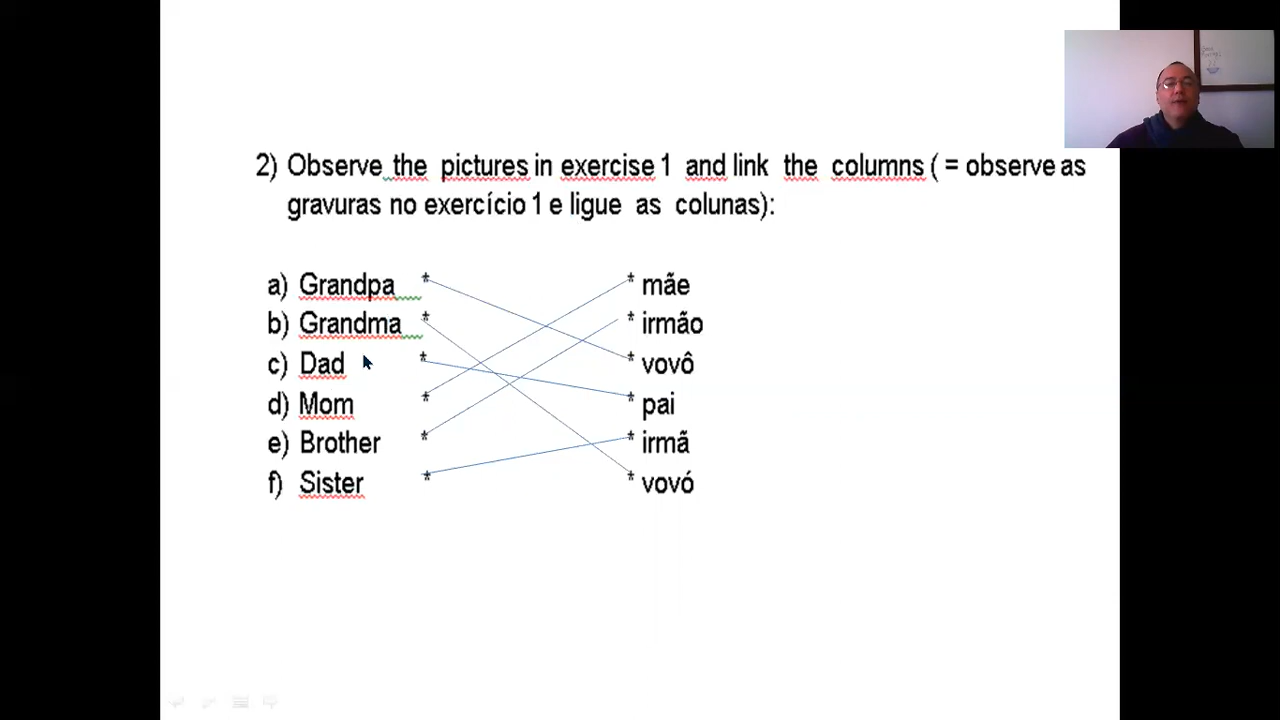 2) Observe the pictures in exercise 1 and link the columns ( = observe as
gravuras no exercício 1 e ligue as colunas):
a) Grandpa * * mãe
b) Grandma * * irmão
c) Dad * * vovô
d) Mom * * pai
e) Brother * * irmã
f) Sister * * vovó